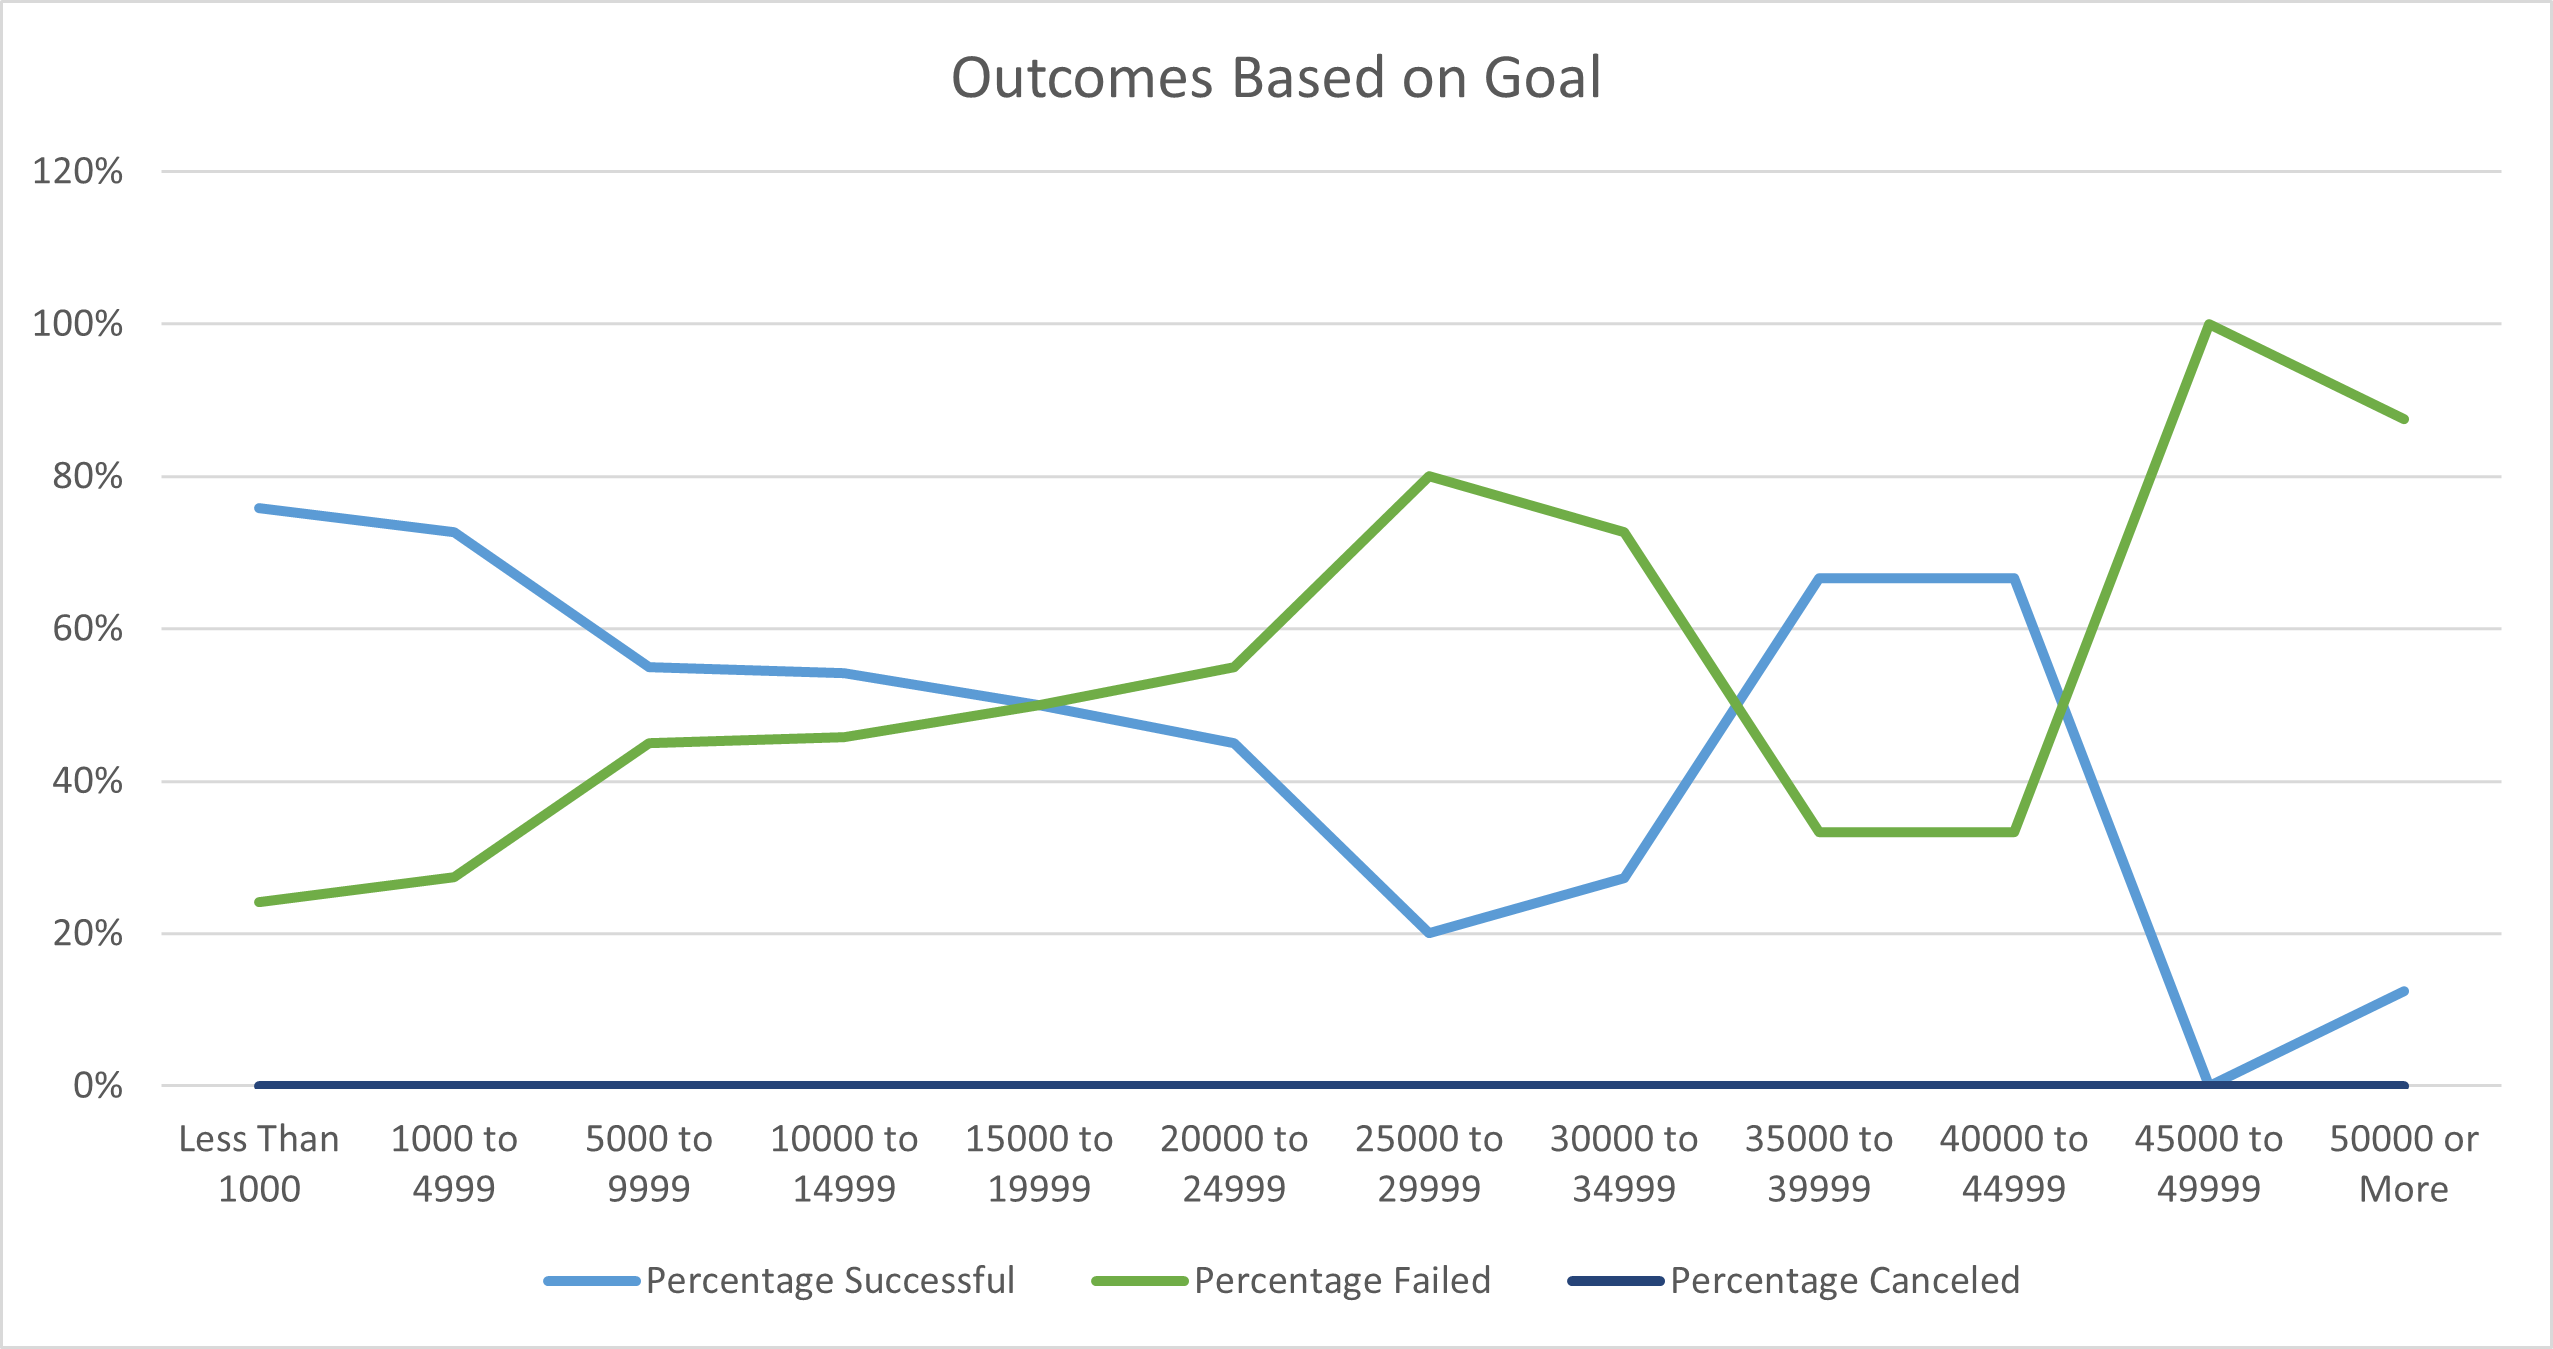 Outcomes Based on Goal
120%
100%
80%
60%
40%
20%
0%
Less Than 1000 to 5000 to 10000 to 15000 to 20000 to 25000 to 30000 to 35000 to 40000 to 45000 to 50000 or
1000 4999 9999 14999 19999 24999 29999 34999 39999 44999 49999 More
Percentage Successful Percentage Failed Percentage Canceled